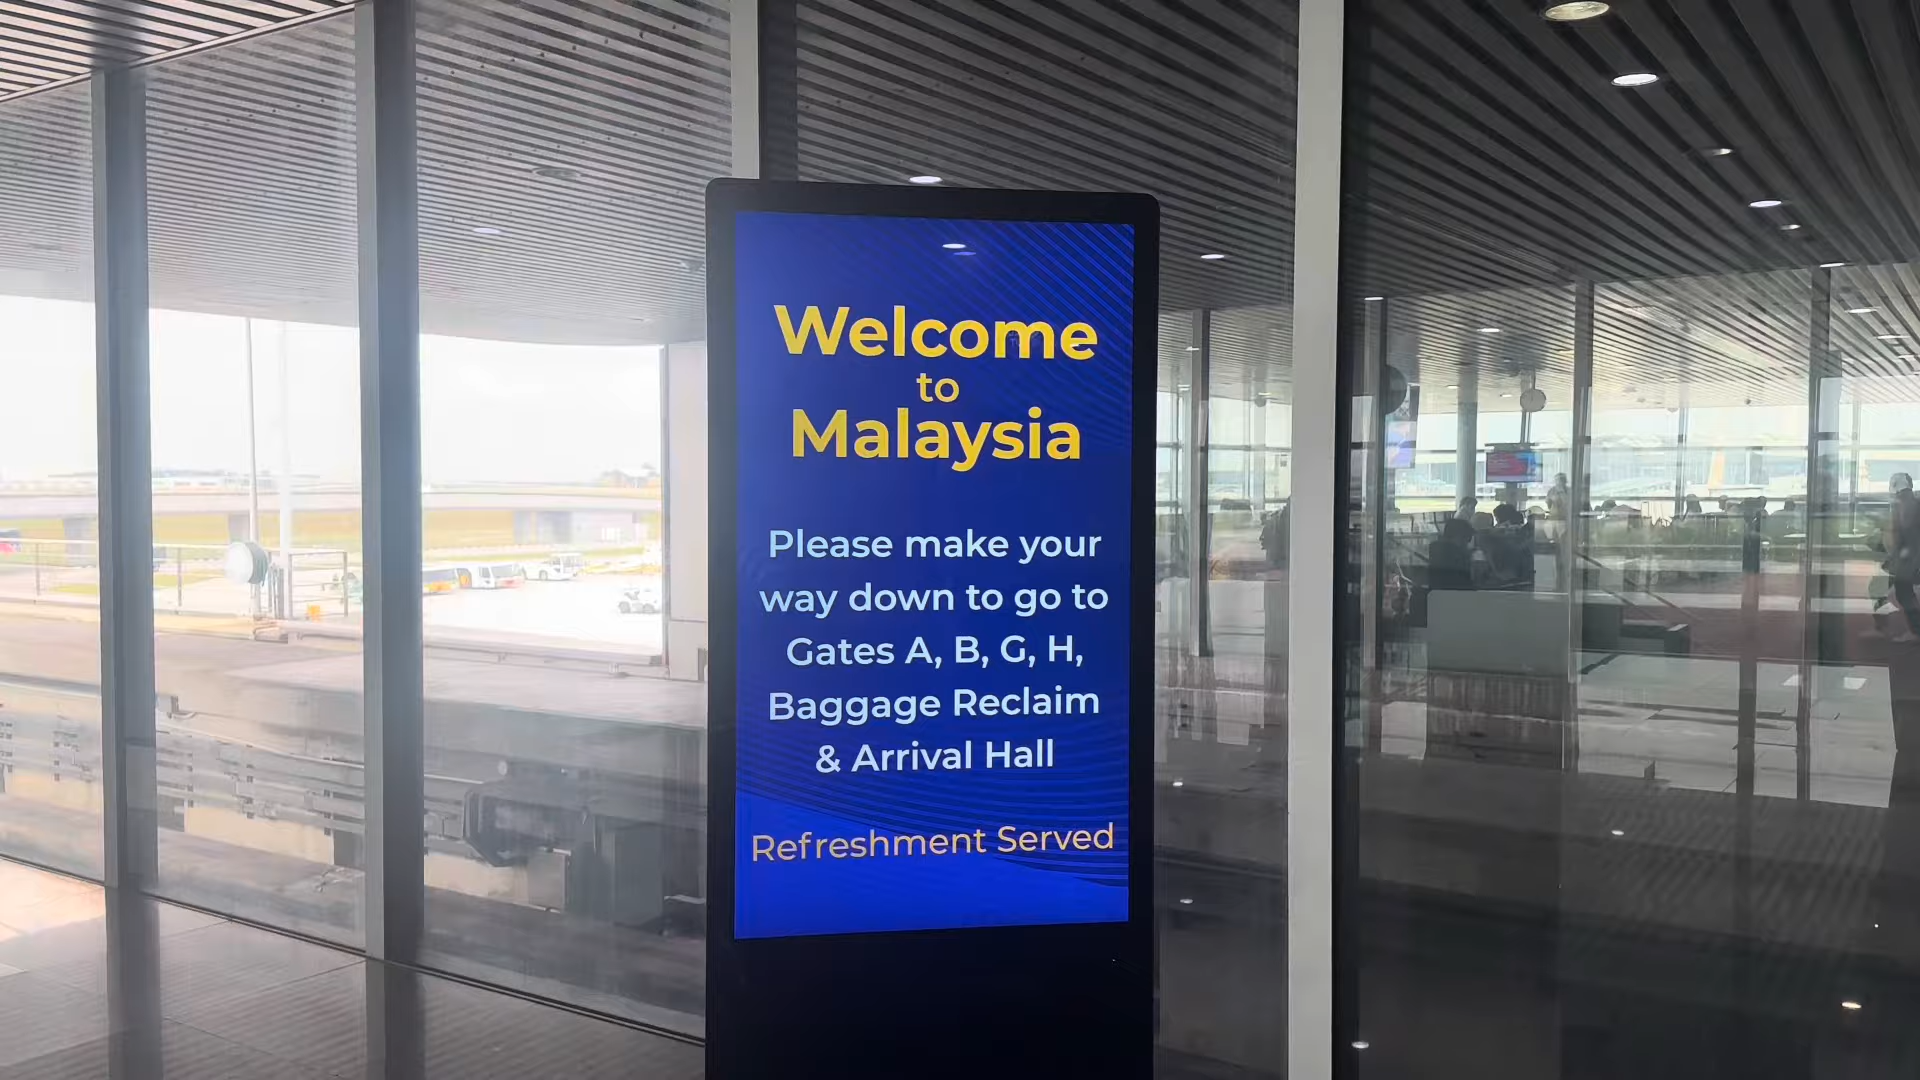 Welcome
to
Malaysia
Please make your
way down to go to
Gates A, B, G, H,
Baggage Reclaim
& Arrival Hall
Refreshment Served